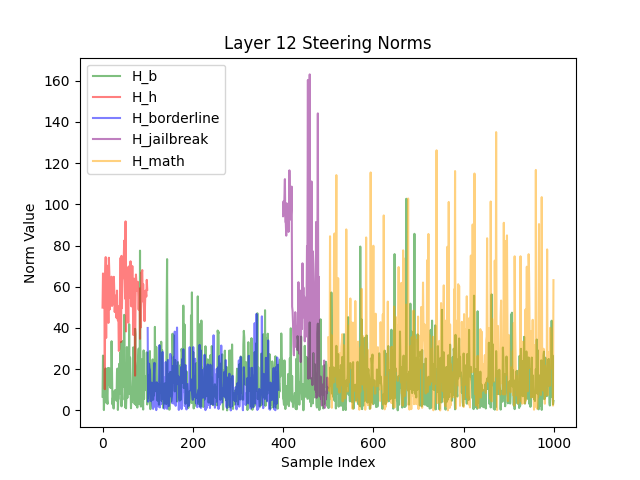 Layer 12 Steering Norms
H_b
H_h
H_borderline
H_jailbreak
H_math
Norm Value
160
140
120
100
80
60
40
20
0
0 200 400 600 800 1000
Sample Index